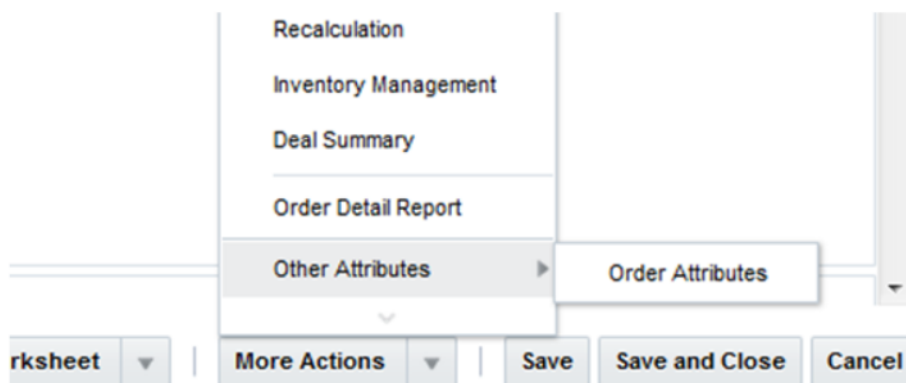 Recalculation
Inventory Management
Deal Summary
Order Detail Report
Other Attributes
Order Attributes
rksheet
More Actions
Save
Save and Close
Cancel